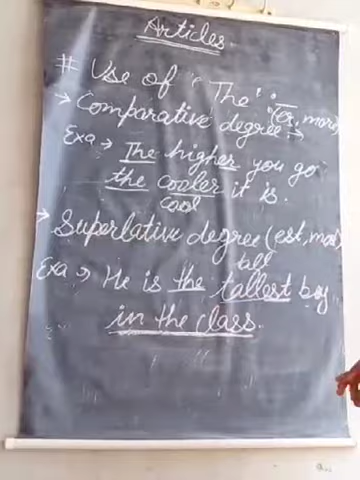 Articles.
# Use of "The".
→ Comparative degree → (er, more)
Exa → The higher you go
the cooler it is.
cool
→ Superlative degree (est, most
tall
Exa → He is the tallest boy
in the class.